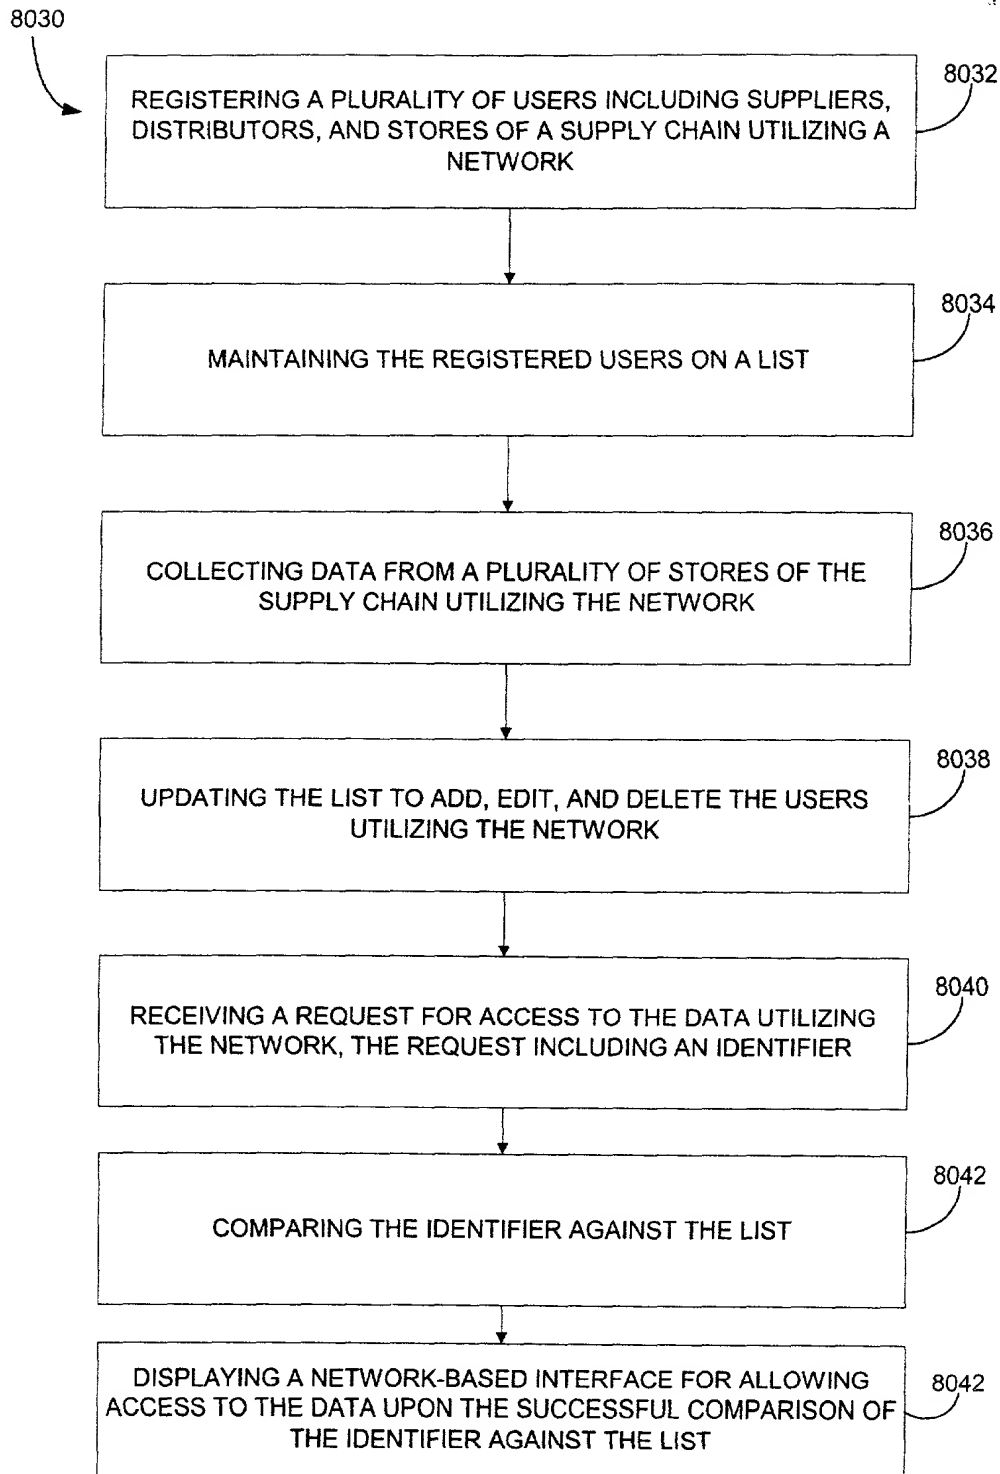 8030
8032
REGISTERING A PLURALITY OF USERS INCLUDING SUPPLIERS,
DISTRIBUTORS, AND STORES OF A SUPPLY CHAIN UTILIZING A
NETWORK
8034
MAINTAINING THE REGISTERED USERS ON A LIST
8036
COLLECTING DATA FROM A PLURALITY OF STORES OF THE
SUPPLY CHAIN UTILIZING THE NETWORK
8038
UPDATING THE LIST TO ADD, EDIT, AND DELETE THE USERS
UTILIZING THE NETWORK
8040
RECEIVING A REQUEST FOR ACCESS TO THE DATA UTILIZING
THE NETWORK, THE REQUEST INCLUDING AN IDENTIFIER
8042
COMPARING THE IDENTIFIER AGAINST THE LIST
8042
DISPLAYING A NETWORK-BASED INTERFACE FOR ALLOWING
ACCESS TO THE DATA UPON THE SUCCESSFUL COMPARISON OF
THE IDENTIFIER AGAINST THE LIST